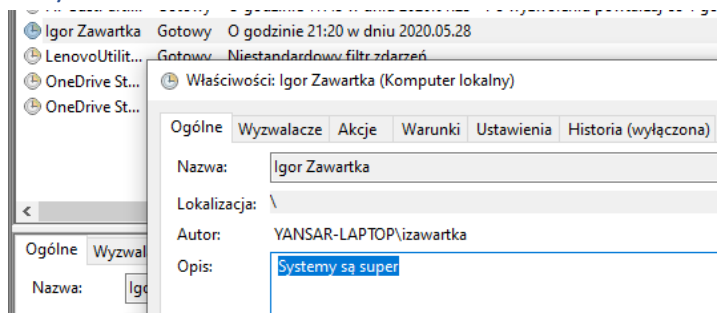 Igor Zawartka Gotowy O godzinie 21:20 w dniu 2020.05.28
LenovoUtilit... Gotowy Niestandardowy filtr zdarzeń
OneDrive St...
OneDrive St...
Właściwości: Igor Zawartka (Komputer lokalny)
Ogólne Wyzwalacze Akcje Warunki Ustawienia Historia (wyłączona)
Nazwa: Igor Zawartka
Lokalizacja: \
Autor: YANSAR-LAPTOP\izawartka
Opis: Systemy są super
Ogólne Wyzwal
Nazwa: Igo